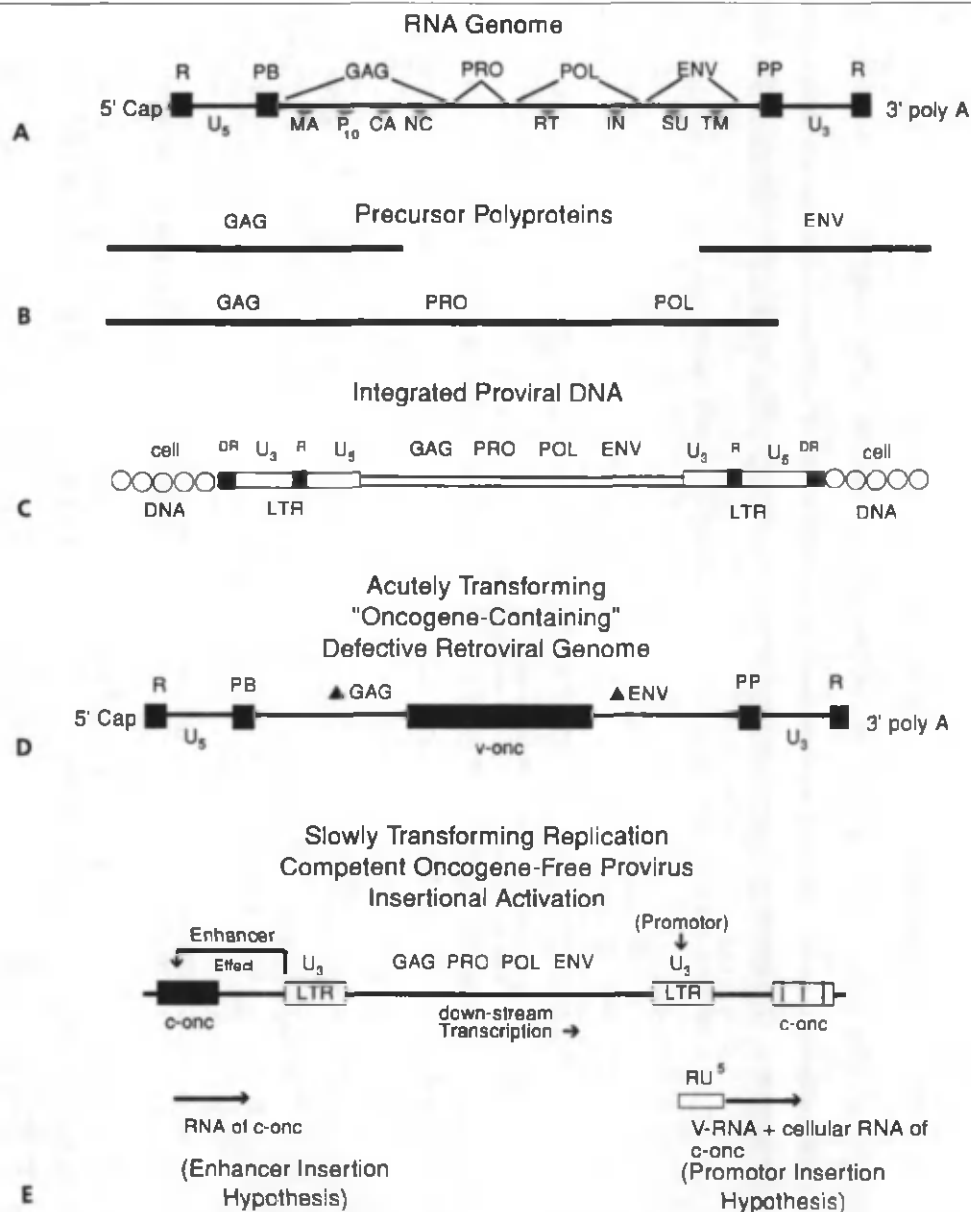 RNA Genome
R PB GAG PRO POL ENV PP R
5' Cap 3' poly A
U5 MA P10 CA NC RT IN SU TM U3
A
Precursor Polyproteins
GAG ENV
B GAG PRO POL
Integrated Proviral DNA
cell DR U3 R U5 GAG PRO POL ENV U3 R U5 DR cell
C DNA LTR LTR DNA
Acutely Transforming
"Oncogene-Containing"
Defective Retroviral Genome
R PB ▲ GAG ▲ ENV PP R
5' Cap 3' poly A
D U5 v-onc U3
Slowly Transforming Replication
Competent Oncogene-Free Provirus
Insertional Activation
(Promotor)
Enhancer
Effect U3 GAG PRO POL ENV U3
LTR LTR
c-onc down-stream c-onc
Transcription →
RU5
RNA of c-onc V-RNA + cellular RNA of
c-onc
(Enhancer Insertion (Promotor Insertion
E Hypothesis) Hypothesis)